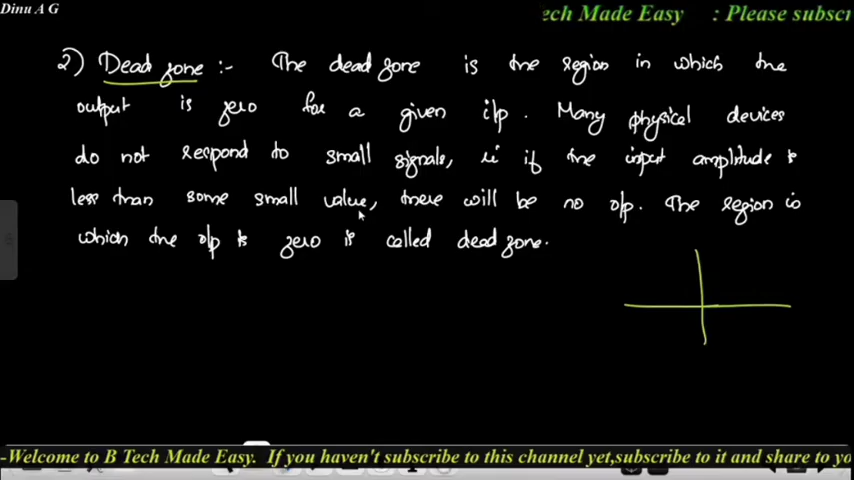 Dinu A G
ech Made Easy : Please subscr
2) Dead zone :- The dead zone is the region in which the
output is zero for a given i/p. Many physical devices
do not respond to small signals, ie if the input amplitude is
less than some small value, there will be no o/p. The region is
which the o/p is zero is called dead zone.
-Welcome to B Tech Made Easy. If you haven't subscribe to this channel yet,subscribe to it and share to yo